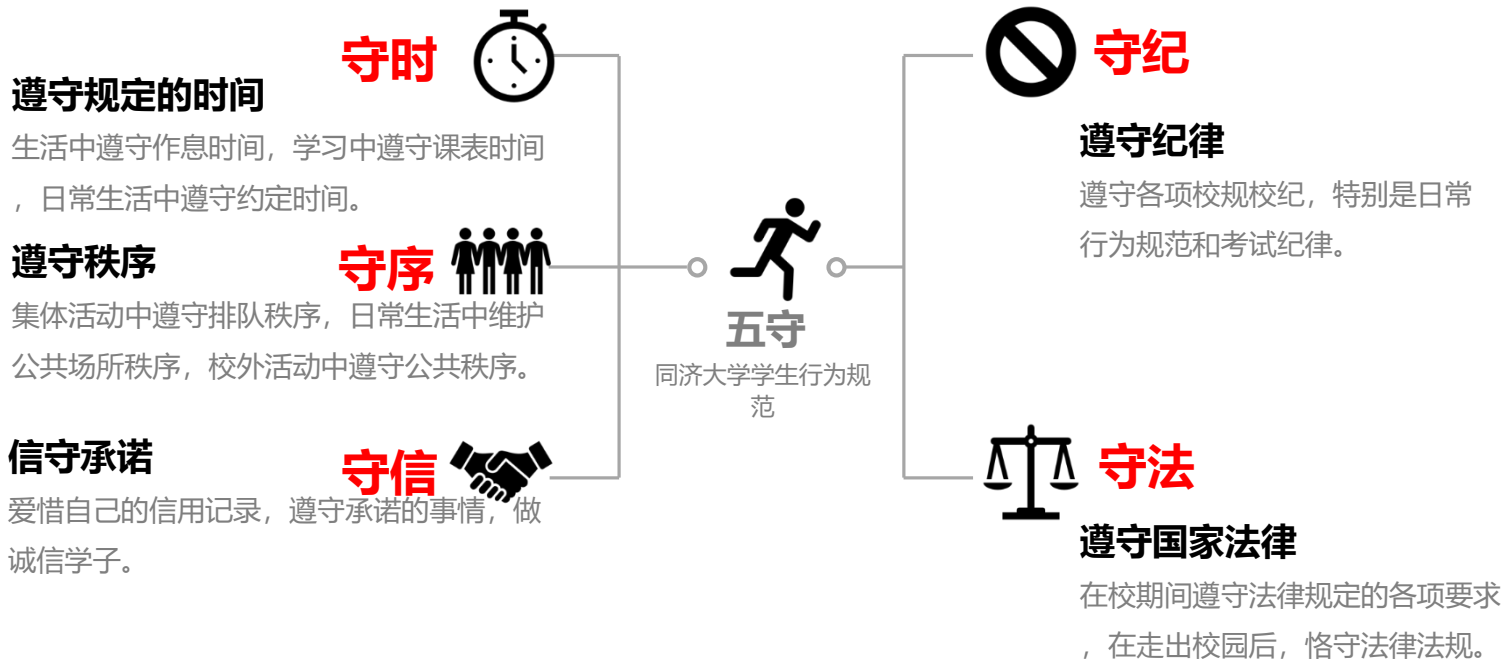 守时
遵守规定的时间
生活中遵守作息时间，学习中遵守课表时间
，日常生活中遵守约定时间。
遵守秩序
守序
集体活动中遵守排队秩序，日常生活中维护
公共场所秩序，校外活动中遵守公共秩序。
信守承诺
守信
爱惜自己的信用记录，遵守承诺的事情，做
诚信学子。
五守
同济大学学生行为规
范
守纪
遵守纪律
遵守各项校规校纪，特别是日常
行为规范和考试纪律。
守法
遵守国家法律
在校期间遵守法律规定的各项要求
，在走出校园后，恪守法律法规。